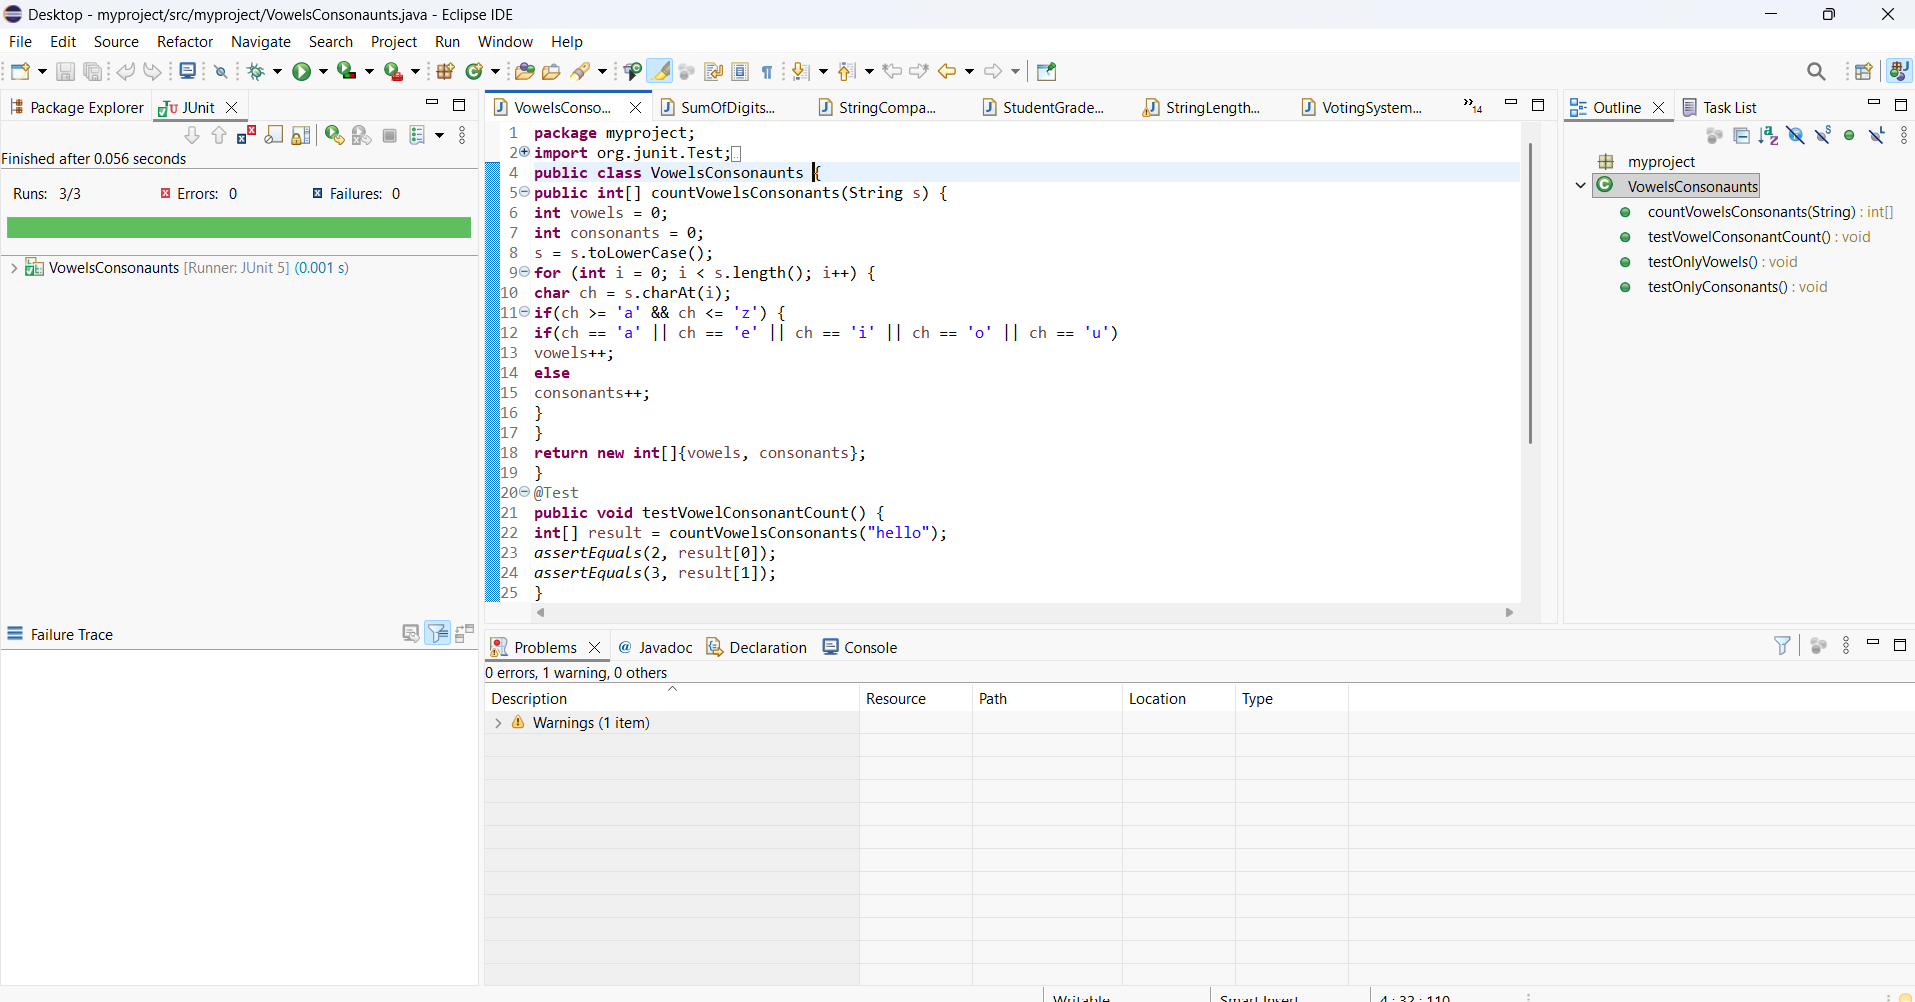 Desktop - myproject/src/myproject/VowelsConsonaunts.java - Eclipse IDE
File Edit Source Refactor Navigate Search Project Run Window Help
Package Explorer JUnit
Finished after 0.056 seconds
Runs: 3/3 Errors: 0 Failures: 0
VowelsConsonaunts [Runner: JUnit 5] (0.001 s)
Failure Trace
VowelsConso... SumOfDigits... StringCompa... StudentGrade... StringLength... VotingSystem... »14
1 package myproject;
2 import org.junit.Test;
4 public class VowelsConsonaunts {
5 public int[] countVowelsConsonants(String s) {
6 int vowels = 0;
7 int consonants = 0;
8 s = s.toLowerCase();
9 for (int i = 0; i < s.length(); i++) {
10 char ch = s.charAt(i);
11 if(ch >= 'a' && ch <= 'z') {
12 if(ch == 'a' || ch == 'e' || ch == 'i' || ch == 'o' || ch == 'u')
13 vowels++;
14 else
15 consonants++;
16 }
17 }
18 return new int[]{vowels, consonants};
19 }
20 @Test
21 public void testVowelConsonantCount() {
22 int[] result = countVowelsConsonants("hello");
23 assertEquals(2, result[0]);
24 assertEquals(3, result[1]);
25 }
Outline Task List
myproject
VowelsConsonaunts
countVowelsConsonants(String) : int[]
testVowelConsonantCount() : void
testOnlyVowels() : void
testOnlyConsonants() : void
Problems @ Javadoc Declaration Console
0 errors, 1 warning, 0 others
Description Resource Path Location Type
Warnings (1 item)
Writable Smart Insert 4 : 32 : 110